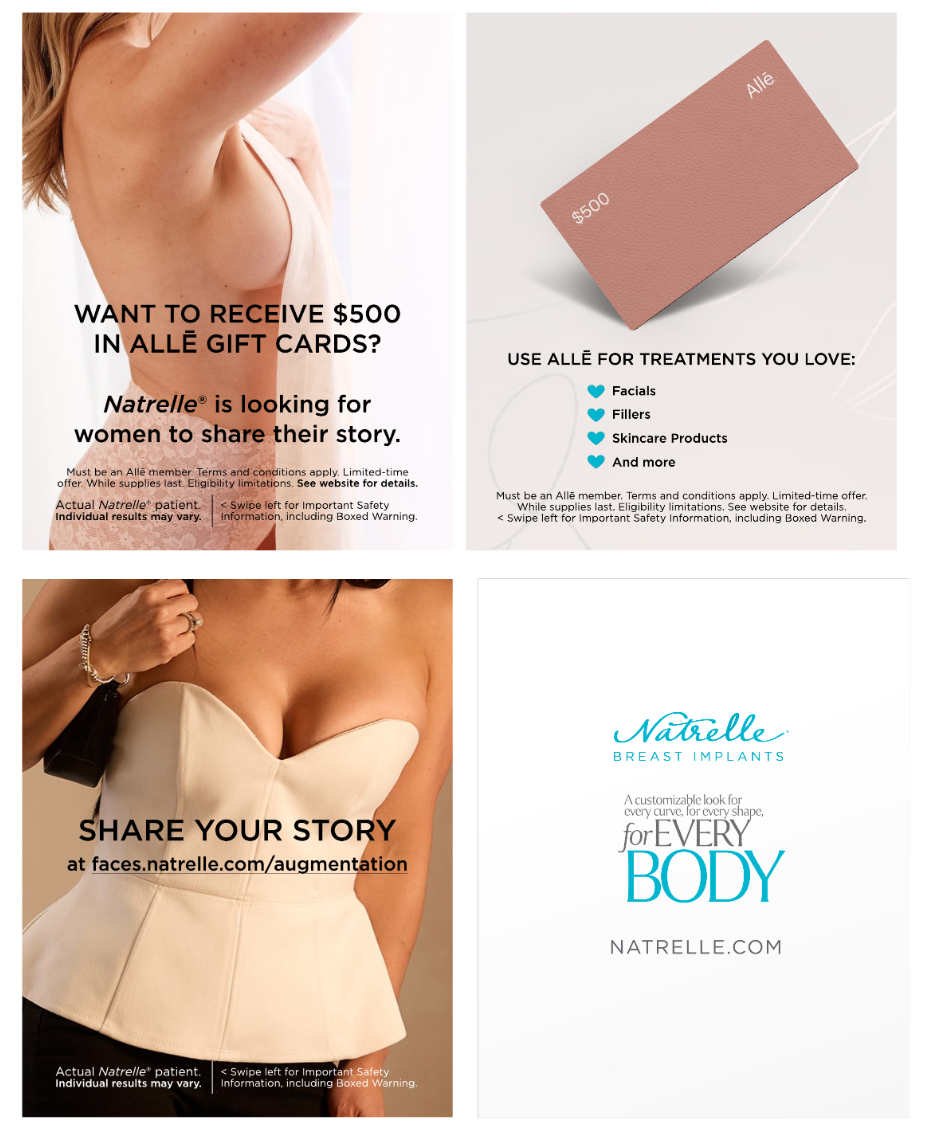 WANT TO RECEIVE $500
IN ALLĒ GIFT CARDS?
Natrelle® is looking for
women to share their story.
Must be an Allē member. Terms and conditions apply. Limited-time
offer. While supplies last. Eligibility limitations. See website for details.
Actual Natrelle® patient.
Individual results may vary.
< Swipe left for Important Safety
Information, including Boxed Warning.
Allē
$500
USE ALLĒ FOR TREATMENTS YOU LOVE:
Facials
Fillers
Skincare Products
And more
Must be an Allē member. Terms and conditions apply. Limited-time offer.
While supplies last. Eligibility limitations. See website for details.
< Swipe left for Important Safety Information, including Boxed Warning.
SHARE YOUR STORY
at faces.natrelle.com/augmentation
Actual Natrelle® patient.
Individual results may vary.
< Swipe left for Important Safety
Information, including Boxed Warning.
Natrelle®
BREAST IMPLANTS
A customizable look for
every curve, for every shape,
for EVERY
BODY
NATRELLE.COM